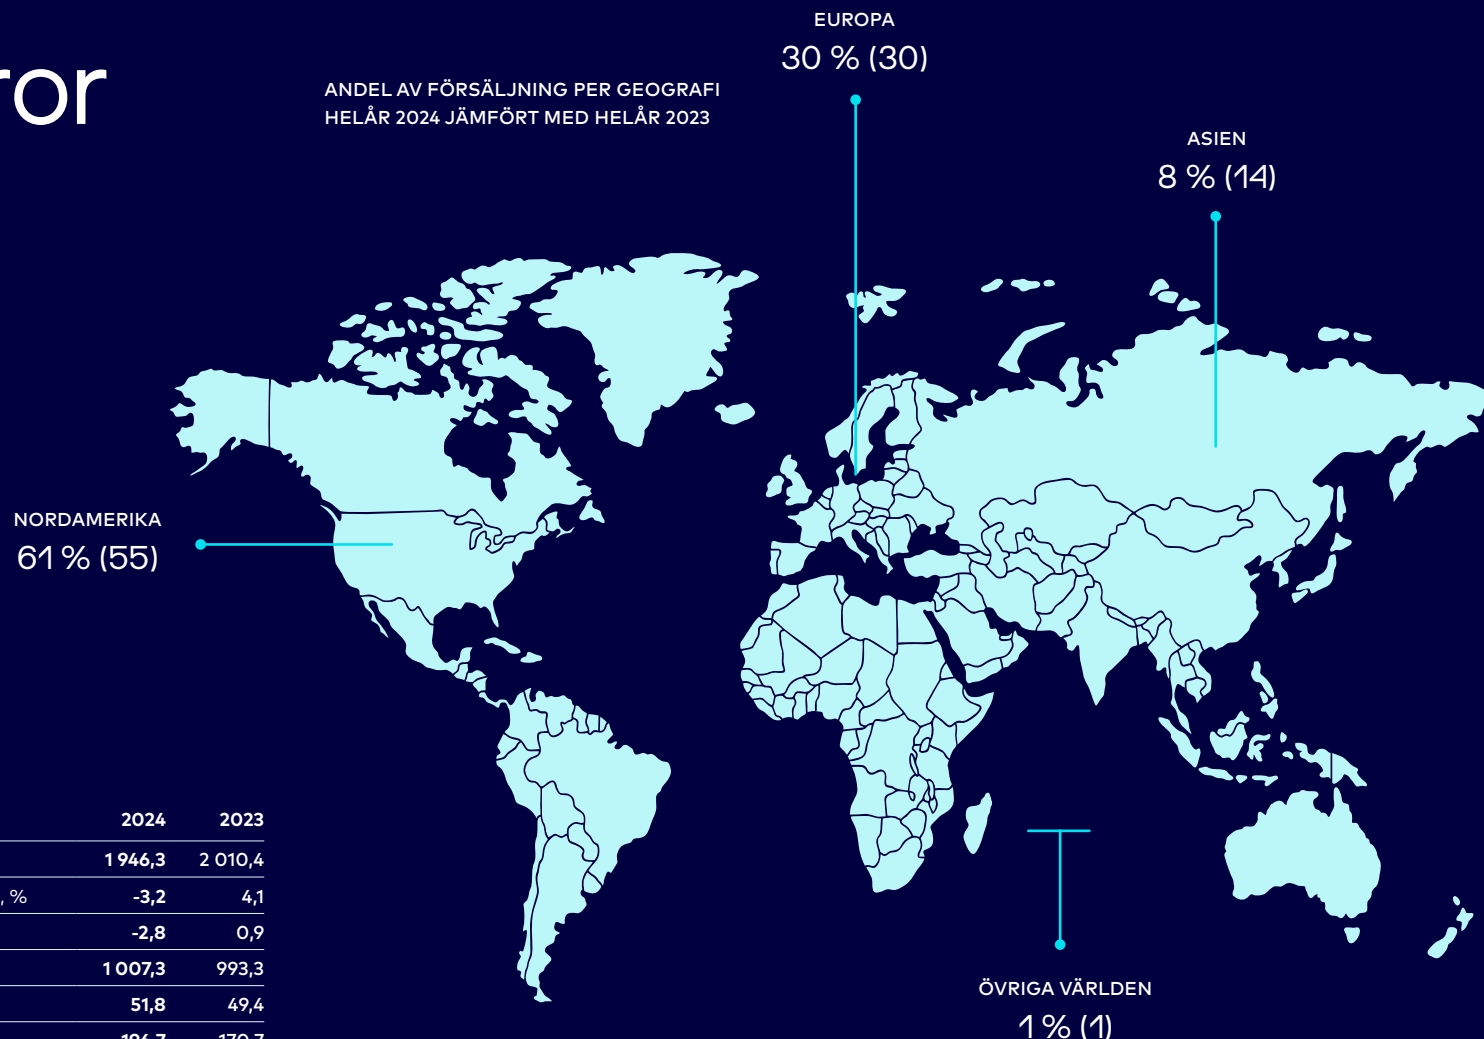 ror
EUROPA
30 % (30)
ANDEL AV FÖRSÄLJNING PER GEOGRAFI
HELÅR 2024 JÄMFÖRT MED HELÅR 2023
ASIEN
8 % (14)
NORDAMERIKA
61 % (55)
2024 2023
1 946,3 2 010,4
, % -3,2 4,1
-2,8 0,9
1 007,3 993,3
51,8 49,4
ÖVRIGA VÄRLDEN
1 % (1)